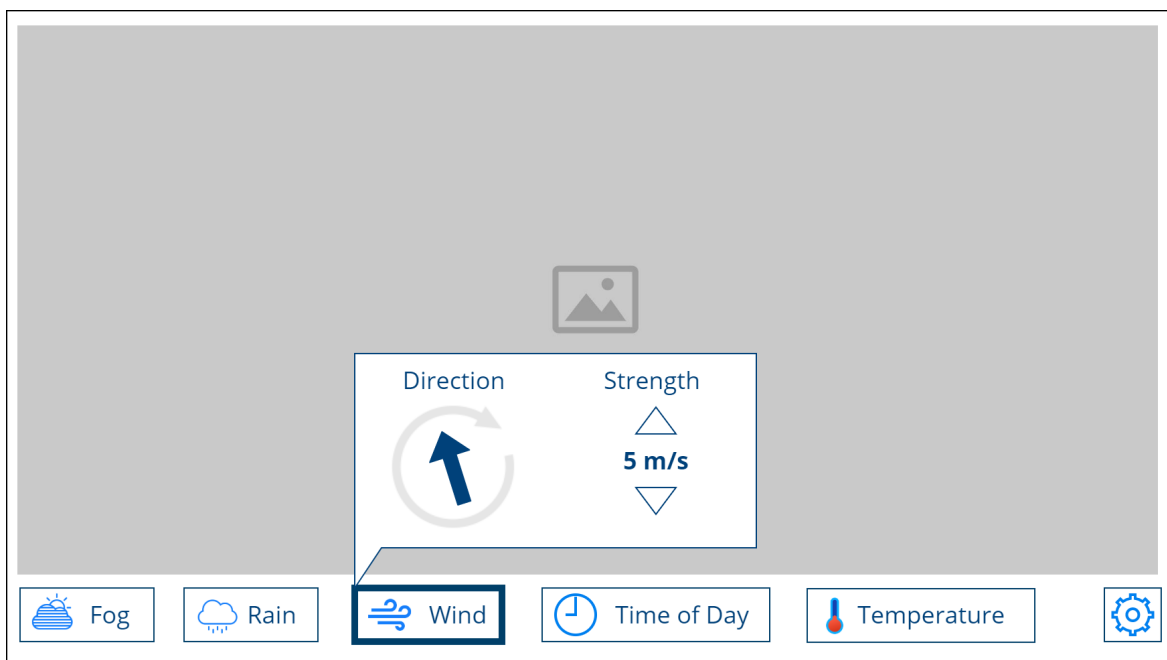 Direction
Strength
5 m/s
Fog
Rain
Wind
Time of Day
Temperature